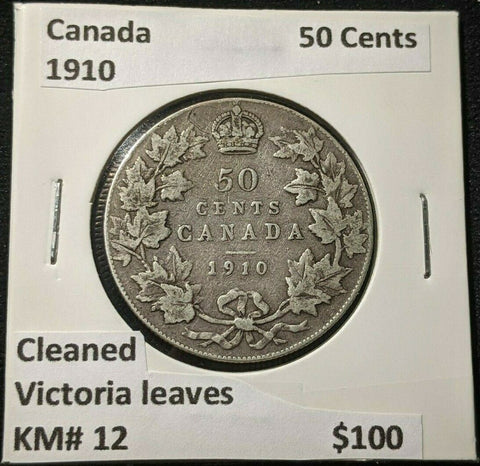 Canada 50 Cents
1910
50
CENTS
CANADA
1910
Cleaned
Victoria leaves
KM# 12 $100